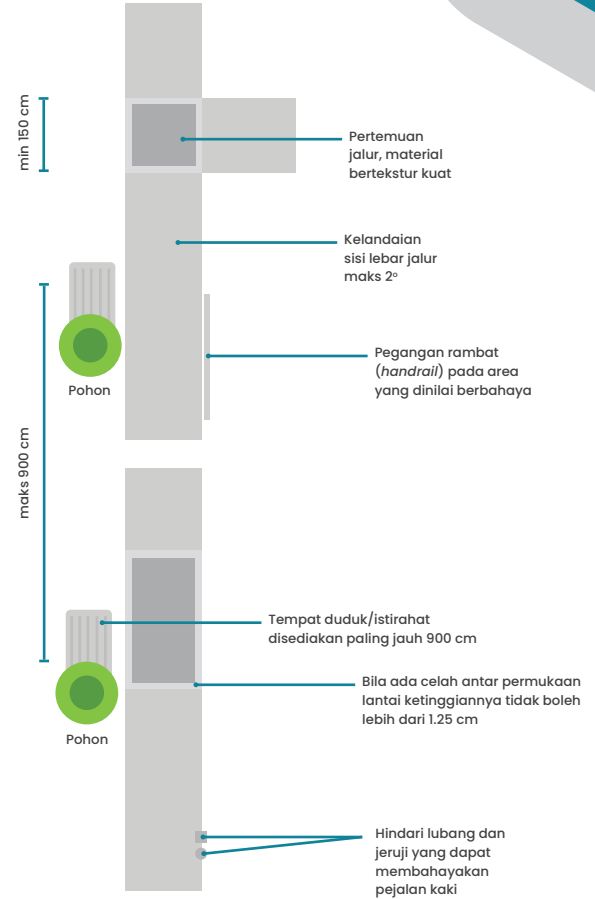 min 150 cm
Pertemuan
jalur, material
bertekstur kuat
Kelandaian
sisi lebar jalur
maks 2º
Pohon
Pegangan rambat
(handrail) pada area
yang dinilai berbahaya
maks 900 cm
Tempat duduk/istirahat
disediakan paling jauh 900 cm
Bila ada celah antar permukaan
lantai ketinggiannya tidak boleh
lebih dari 1.25 cm
Pohon
Hindari lubang dan
jeruji yang dapat
membahayakan
pejalan kaki